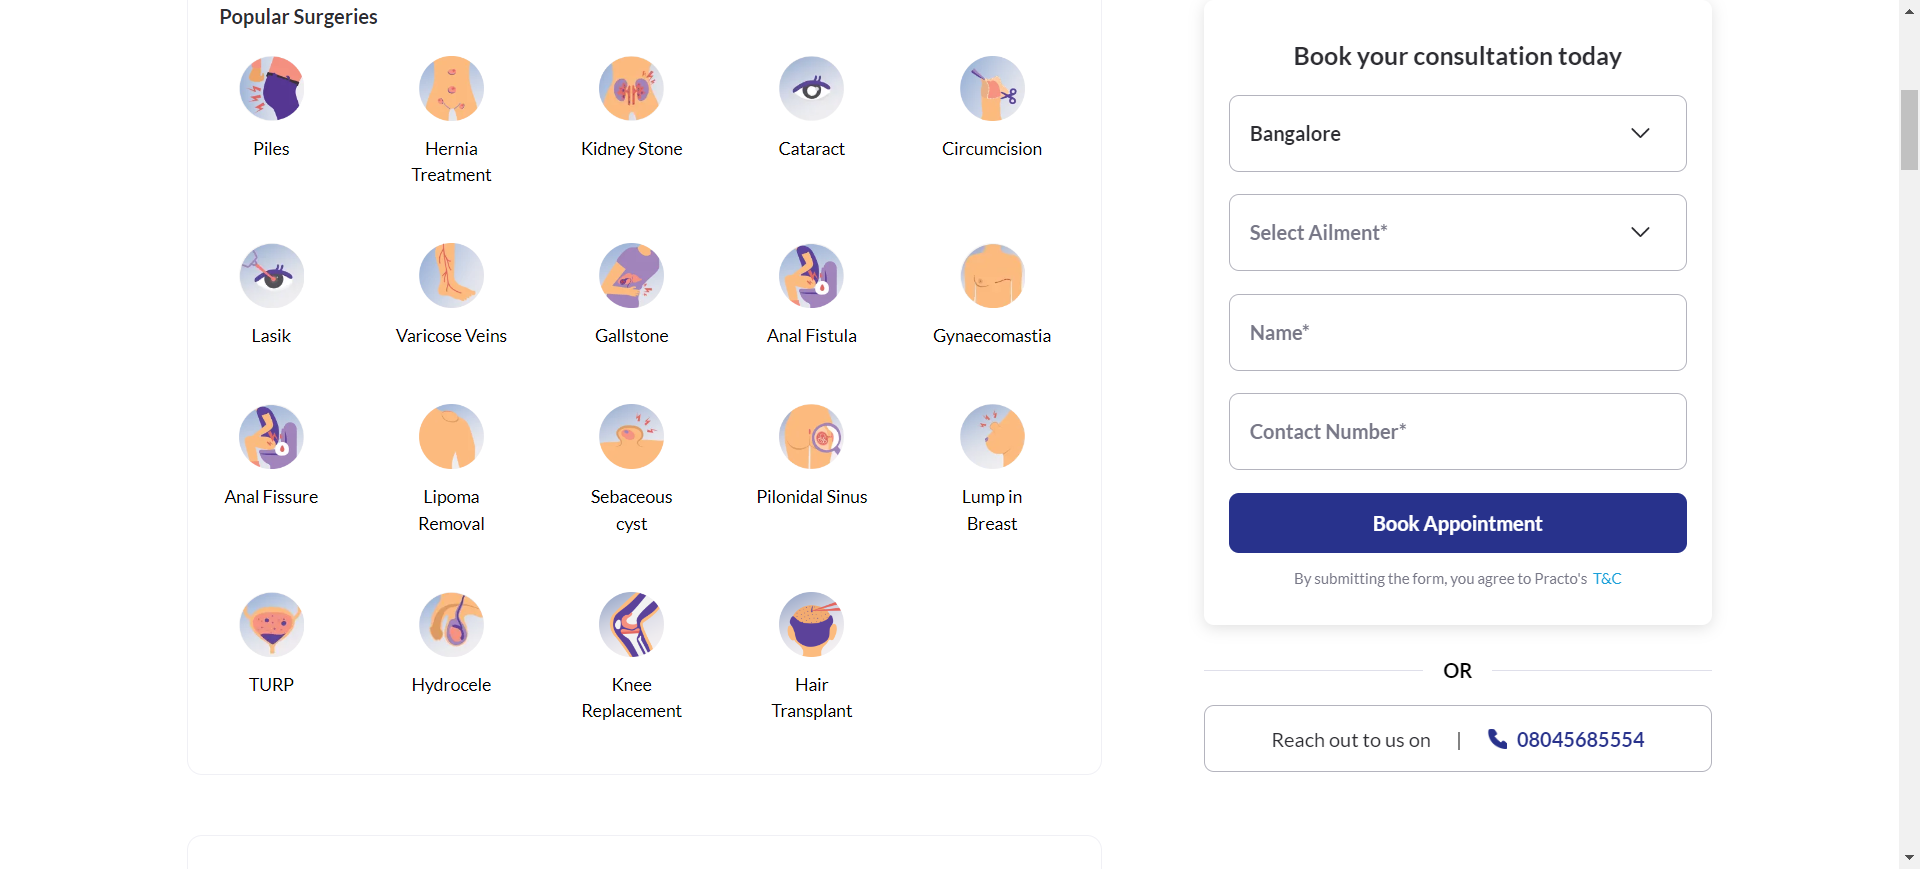 Popular Surgeries
Piles
Hernia
Treatment
Kidney Stone
Cataract
Circumcision
Lasik
Varicose Veins
Gallstone
Anal Fistula
Gynaecomastia
Anal Fissure
Lipoma
Removal
Sebaceous
cyst
Pilonidal Sinus
Lump in
Breast
TURP
Hydrocele
Knee
Replacement
Hair
Transplant
Book your consultation today
Bangalore
Select Ailment*
Name*
Contact Number*
Book Appointment
By submitting the form, you agree to Practo's T&C
OR
Reach out to us on | 08045685554